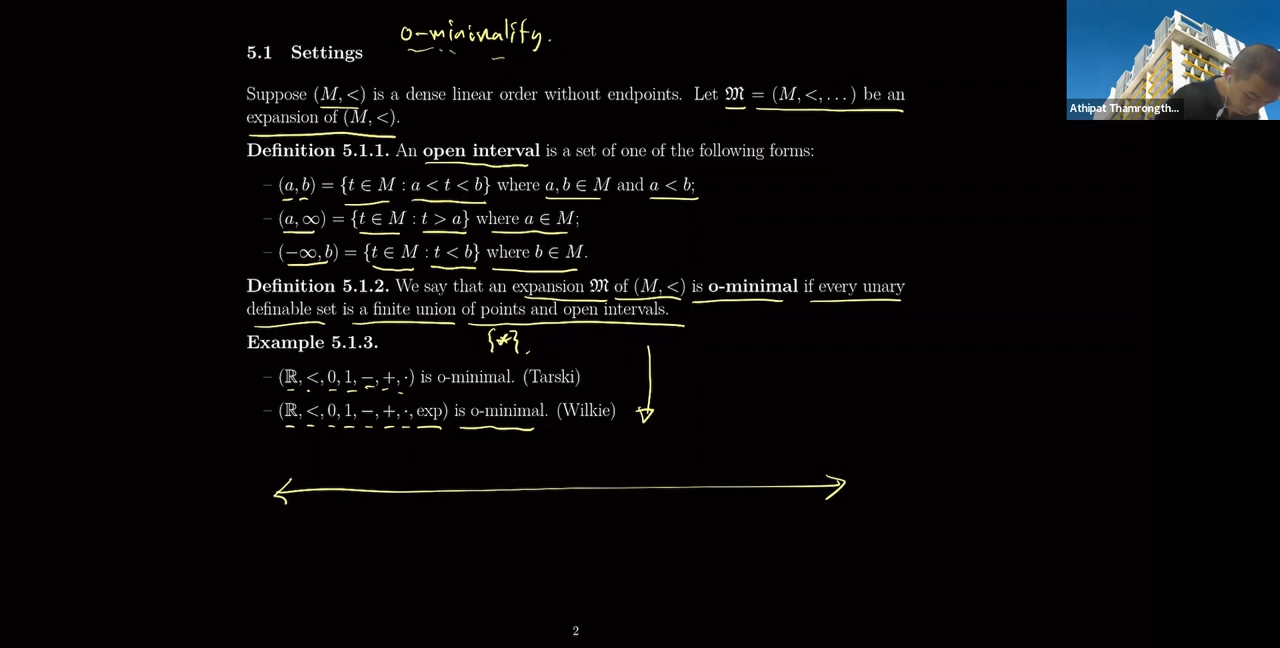 o-minimality.
5.1 Settings
Suppose (M, <) is a dense linear order without endpoints. Let 𝔐 = (M, <, . . . ) be an
expansion of (M, <).
Definition 5.1.1. An open interval is a set of one of the following forms:
– (a, b) = {t ∈ M : a < t < b} where a, b ∈ M and a < b;
– (a, ∞) = {t ∈ M : t > a} where a ∈ M;
– (−∞, b) = {t ∈ M : t < b} where b ∈ M.
Definition 5.1.2. We say that an expansion 𝔐 of (M, <) is o-minimal if every unary
definable set is a finite union of points and open intervals.
{*}.
Example 5.1.3.
– (ℝ, <, 0, 1, −, +, ·) is o-minimal. (Tarski)
– (ℝ, <, 0, 1, −, +, ·, exp) is o-minimal. (Wilkie)
2
Athipat Thamrongth...